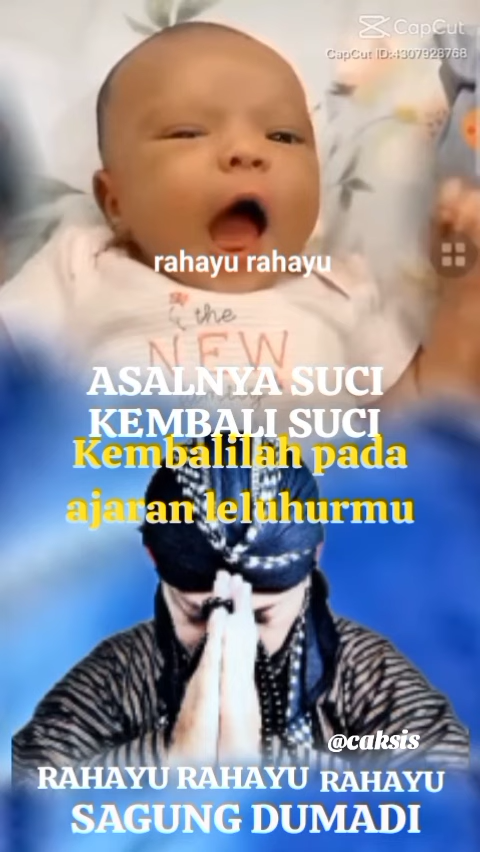 CapCut
CapCut ID:4307928768
rahayu rahayu
the
NEW
ASALNYA SUCI
KEMBALI SUCI
Kembalilah pada
ajaran leluhurmu
@caksis
RAHAYU RAHAYU RAHAYU
SAGUNG DUMADI